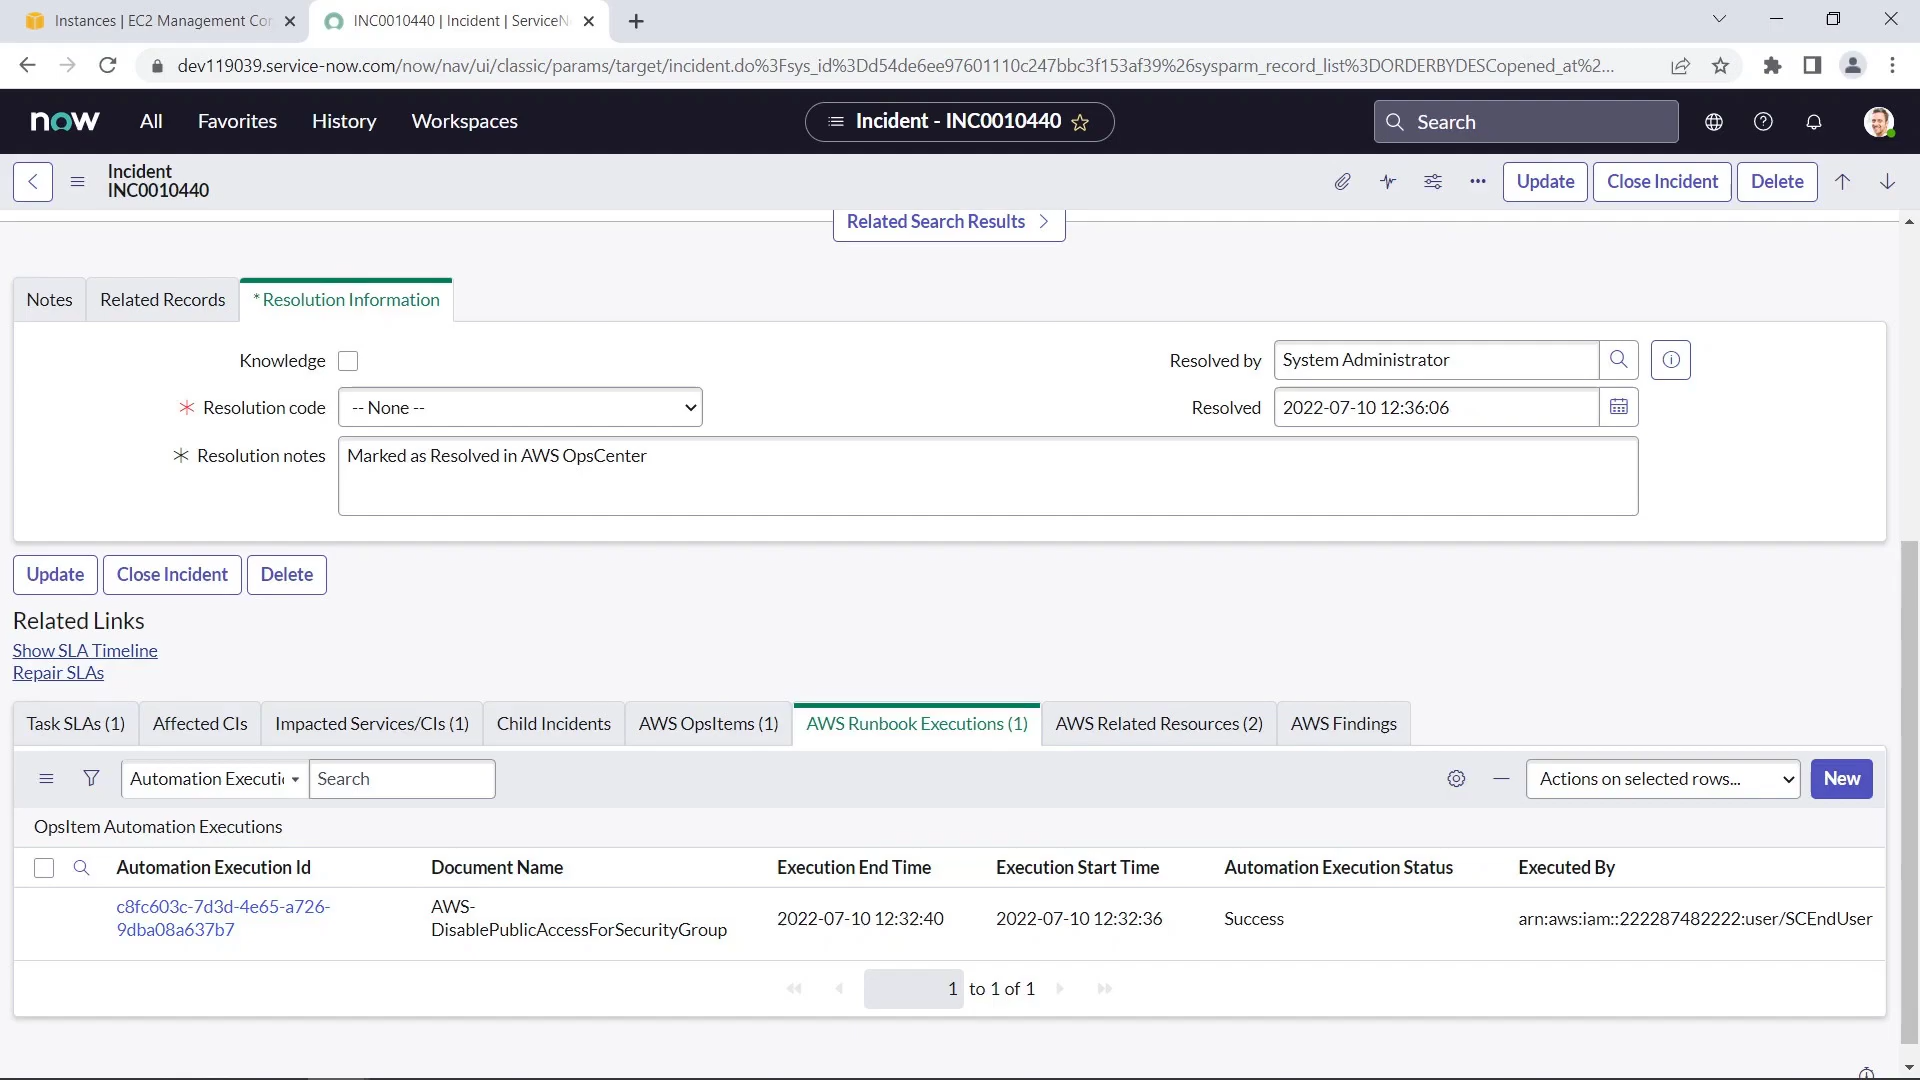 Instances | EC2 Management Cor
INC0010440 | Incident | ServiceN
dev119039.service-now.com/now/nav/ui/classic/params/target/incident.do%3Fsys_id%3Dd54de6ee97601110c247bbc3f153af39%26sysparm_record_list%3DORDERBYDESCopened_at%2...
now
All
Favorites
History
Workspaces
Incident - INC0010440
Search
Incident
INC0010440
Update
Close Incident
Delete
Related Search Results
Notes
Related Records
* Resolution Information
Knowledge
Resolved by
System Administrator
Resolution code
-- None --
Resolved
2022-07-10 12:36:06
Resolution notes
Marked as Resolved in AWS OpsCenter
Update
Close Incident
Delete
Related Links
Show SLA Timeline
Repair SLAs
Task SLAs (1)
Affected CIs
Impacted Services/CIs (1)
Child Incidents
AWS OpsItems (1)
AWS Runbook Executions (1)
AWS Related Resources (2)
AWS Findings
Automation Executi
Search
Actions on selected rows...
New
OpsItem Automation Executions
Automation Execution Id
Document Name
Execution End Time
Execution Start Time
Automation Execution Status
Executed By
c8fc603c-7d3d-4e65-a726-
9dba08a637b7
AWS-
DisablePublicAccessForSecurityGroup
2022-07-10 12:32:40
2022-07-10 12:32:36
Success
arn:aws:iam::222287482222:user/SCEndUser
1 to 1 of 1